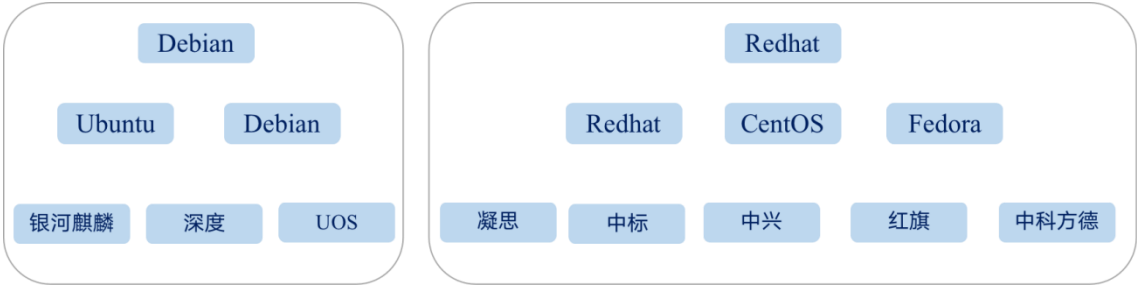 Debian
Ubuntu Debian
银河麒麟 深度 UOS
Redhat
Redhat CentOS Fedora
凝思 中标 中兴 红旗 中科方德